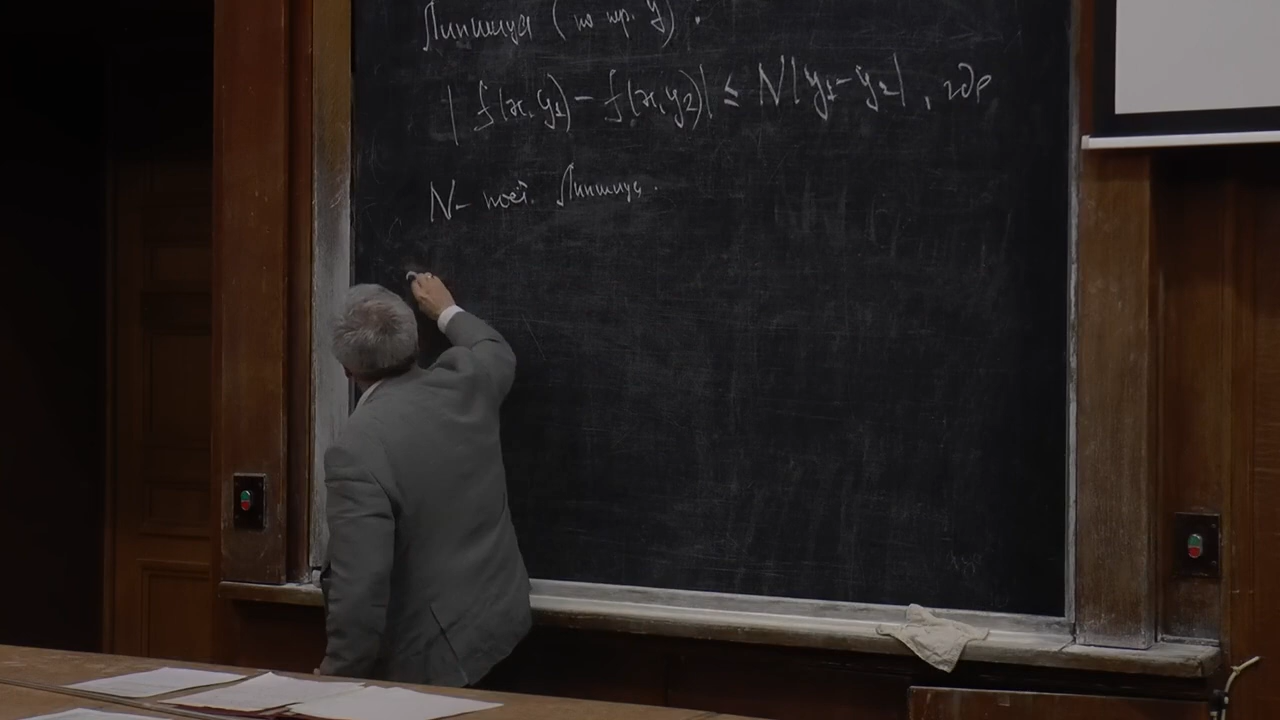 Липшица (по пер. y) :
| f(x, y₁) − f(x, y₂)| ≤ N|y₁ − y₂| , где
N – пост. Липшица.